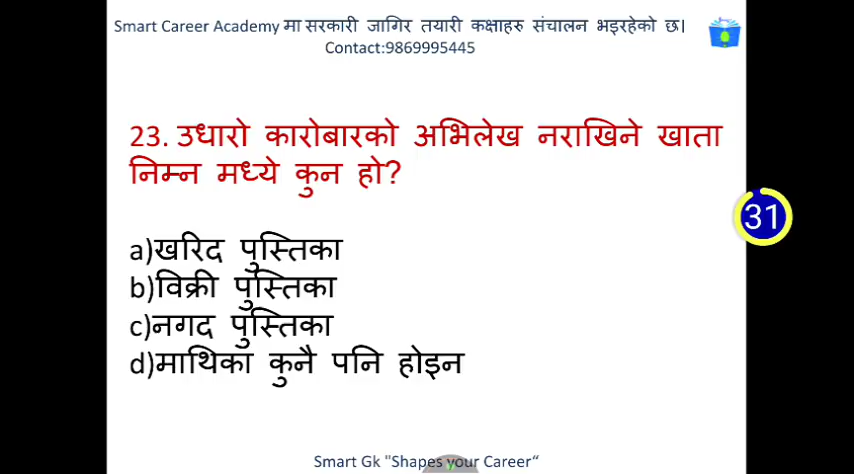 Smart Career Academy मा सरकारी जागिर तयारी कक्षाहरु संचालन भइरहेको छ।
Contact:9869995445
23. उधारो कारोबारको अभिलेख नराखिने खाता
निम्न मध्ये कुन हो?
31
a)खरिद पुस्तिका
b)विक्री पुस्तिका
c)नगद पुस्तिका
d)माथिका कुनै पनि होइन
Smart Gk "Shapes your Career“